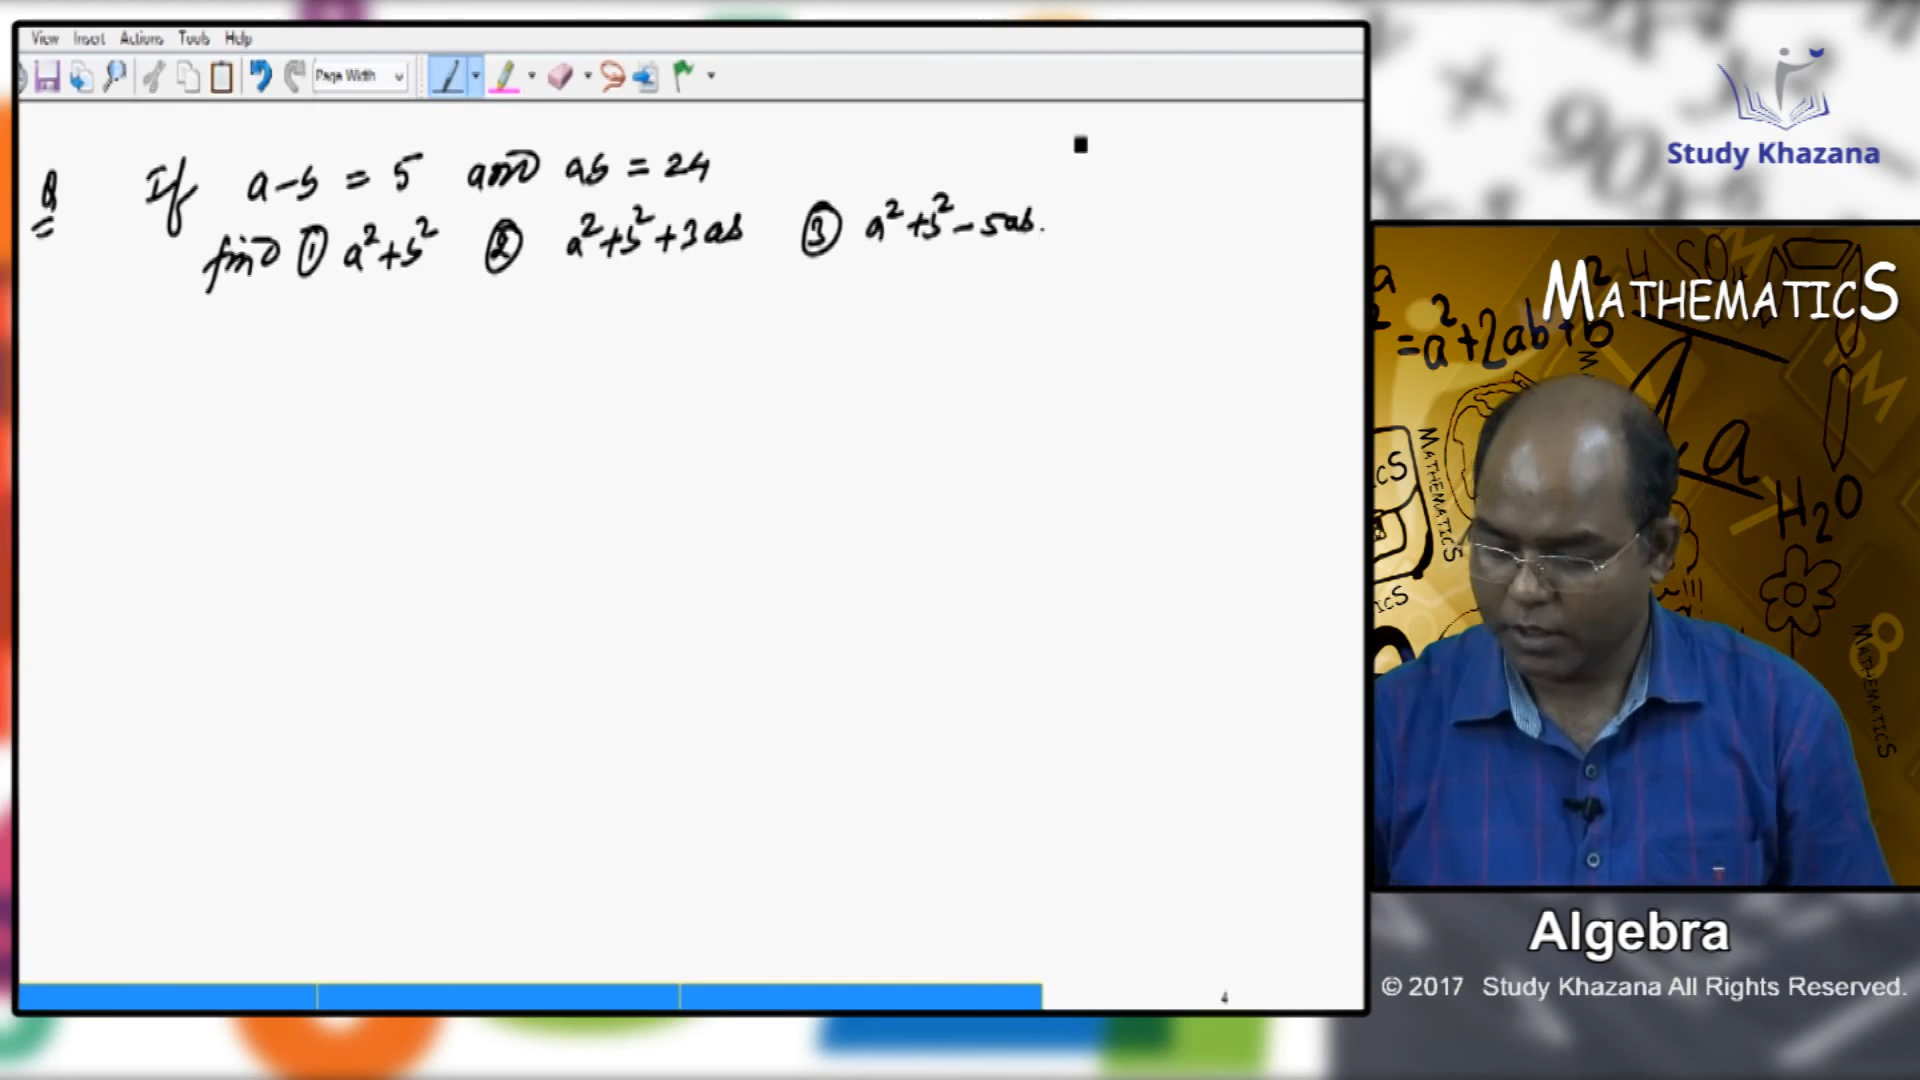 View Insert Actions Tools Help
Page Width
Q If a-b = 5 and ab = 24
find ① a²+b² ② a²+b²+3ab ③ a²+b²-5ab.
4
Study Khazana
MATHEMATICS
=a²+2ab+b²
a
H2O
MATHEMATICS
MATHEMATICS
Algebra
© 2017 Study Khazana All Rights Reserved.